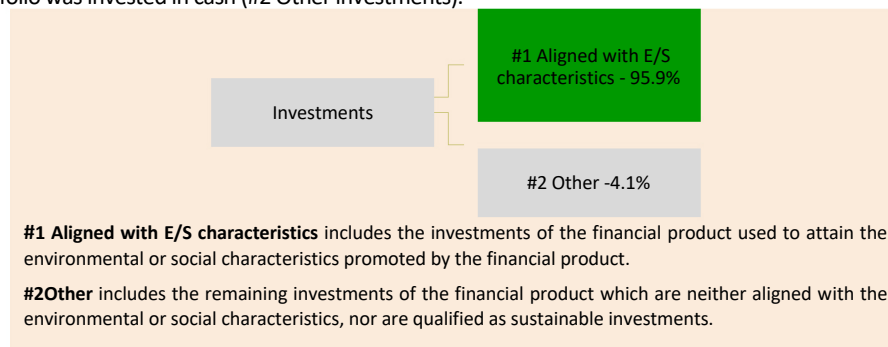 folio was invested in cash (#2 Other investments).
#1 Aligned with E/S
characteristics - 95.9%
Investments
#2 Other -4.1%
#1 Aligned with E/S characteristics includes the investments of the financial product used to attain the
environmental or social characteristics promoted by the financial product.
#2Other includes the remaining investments of the financial product which are neither aligned with the
environmental or social characteristics, nor are qualified as sustainable investments.